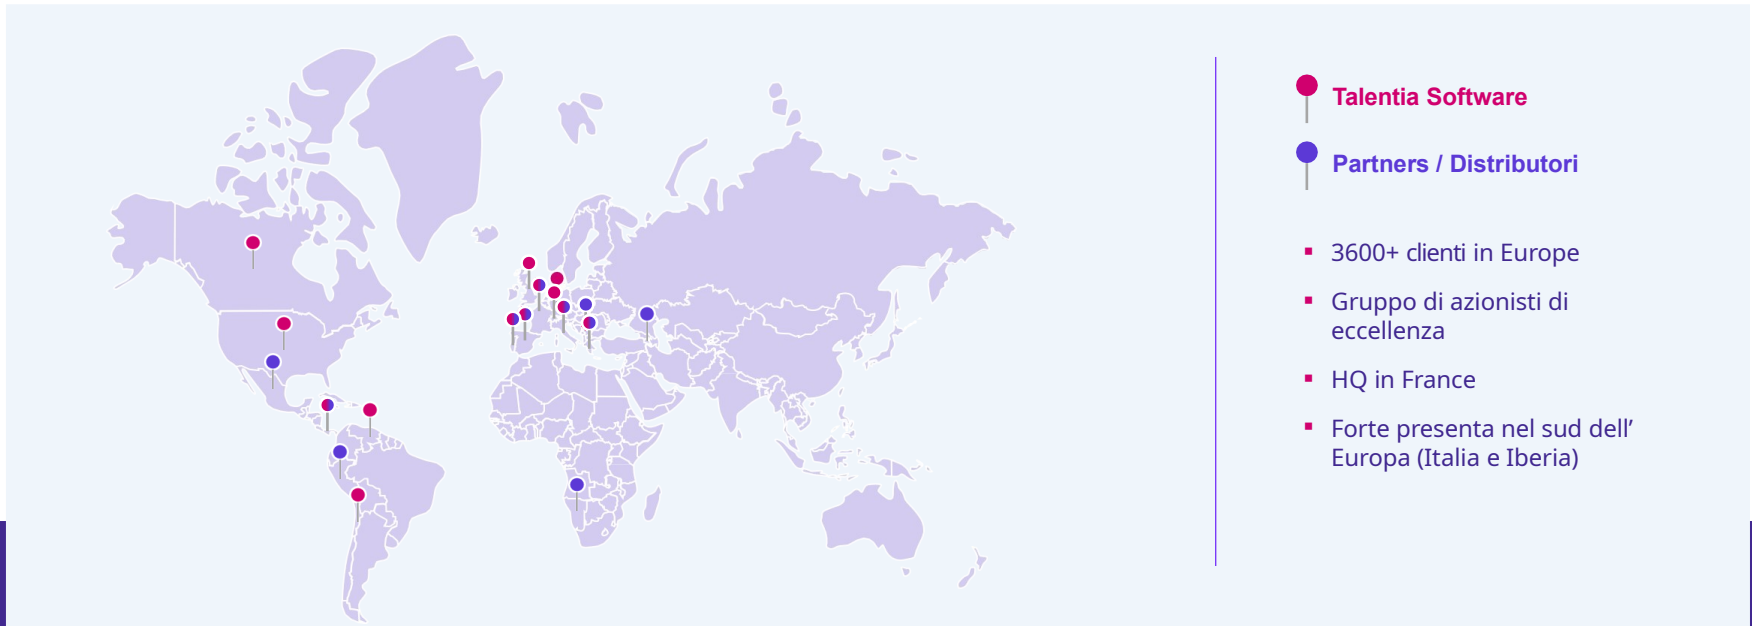 Talentia Software
Partners / Distributori
3600+ clienti in Europe
Gruppo di azionisti di
eccellenza
HQ in France
Forte presenta nel sud dell’
Europa (Italia e Iberia)